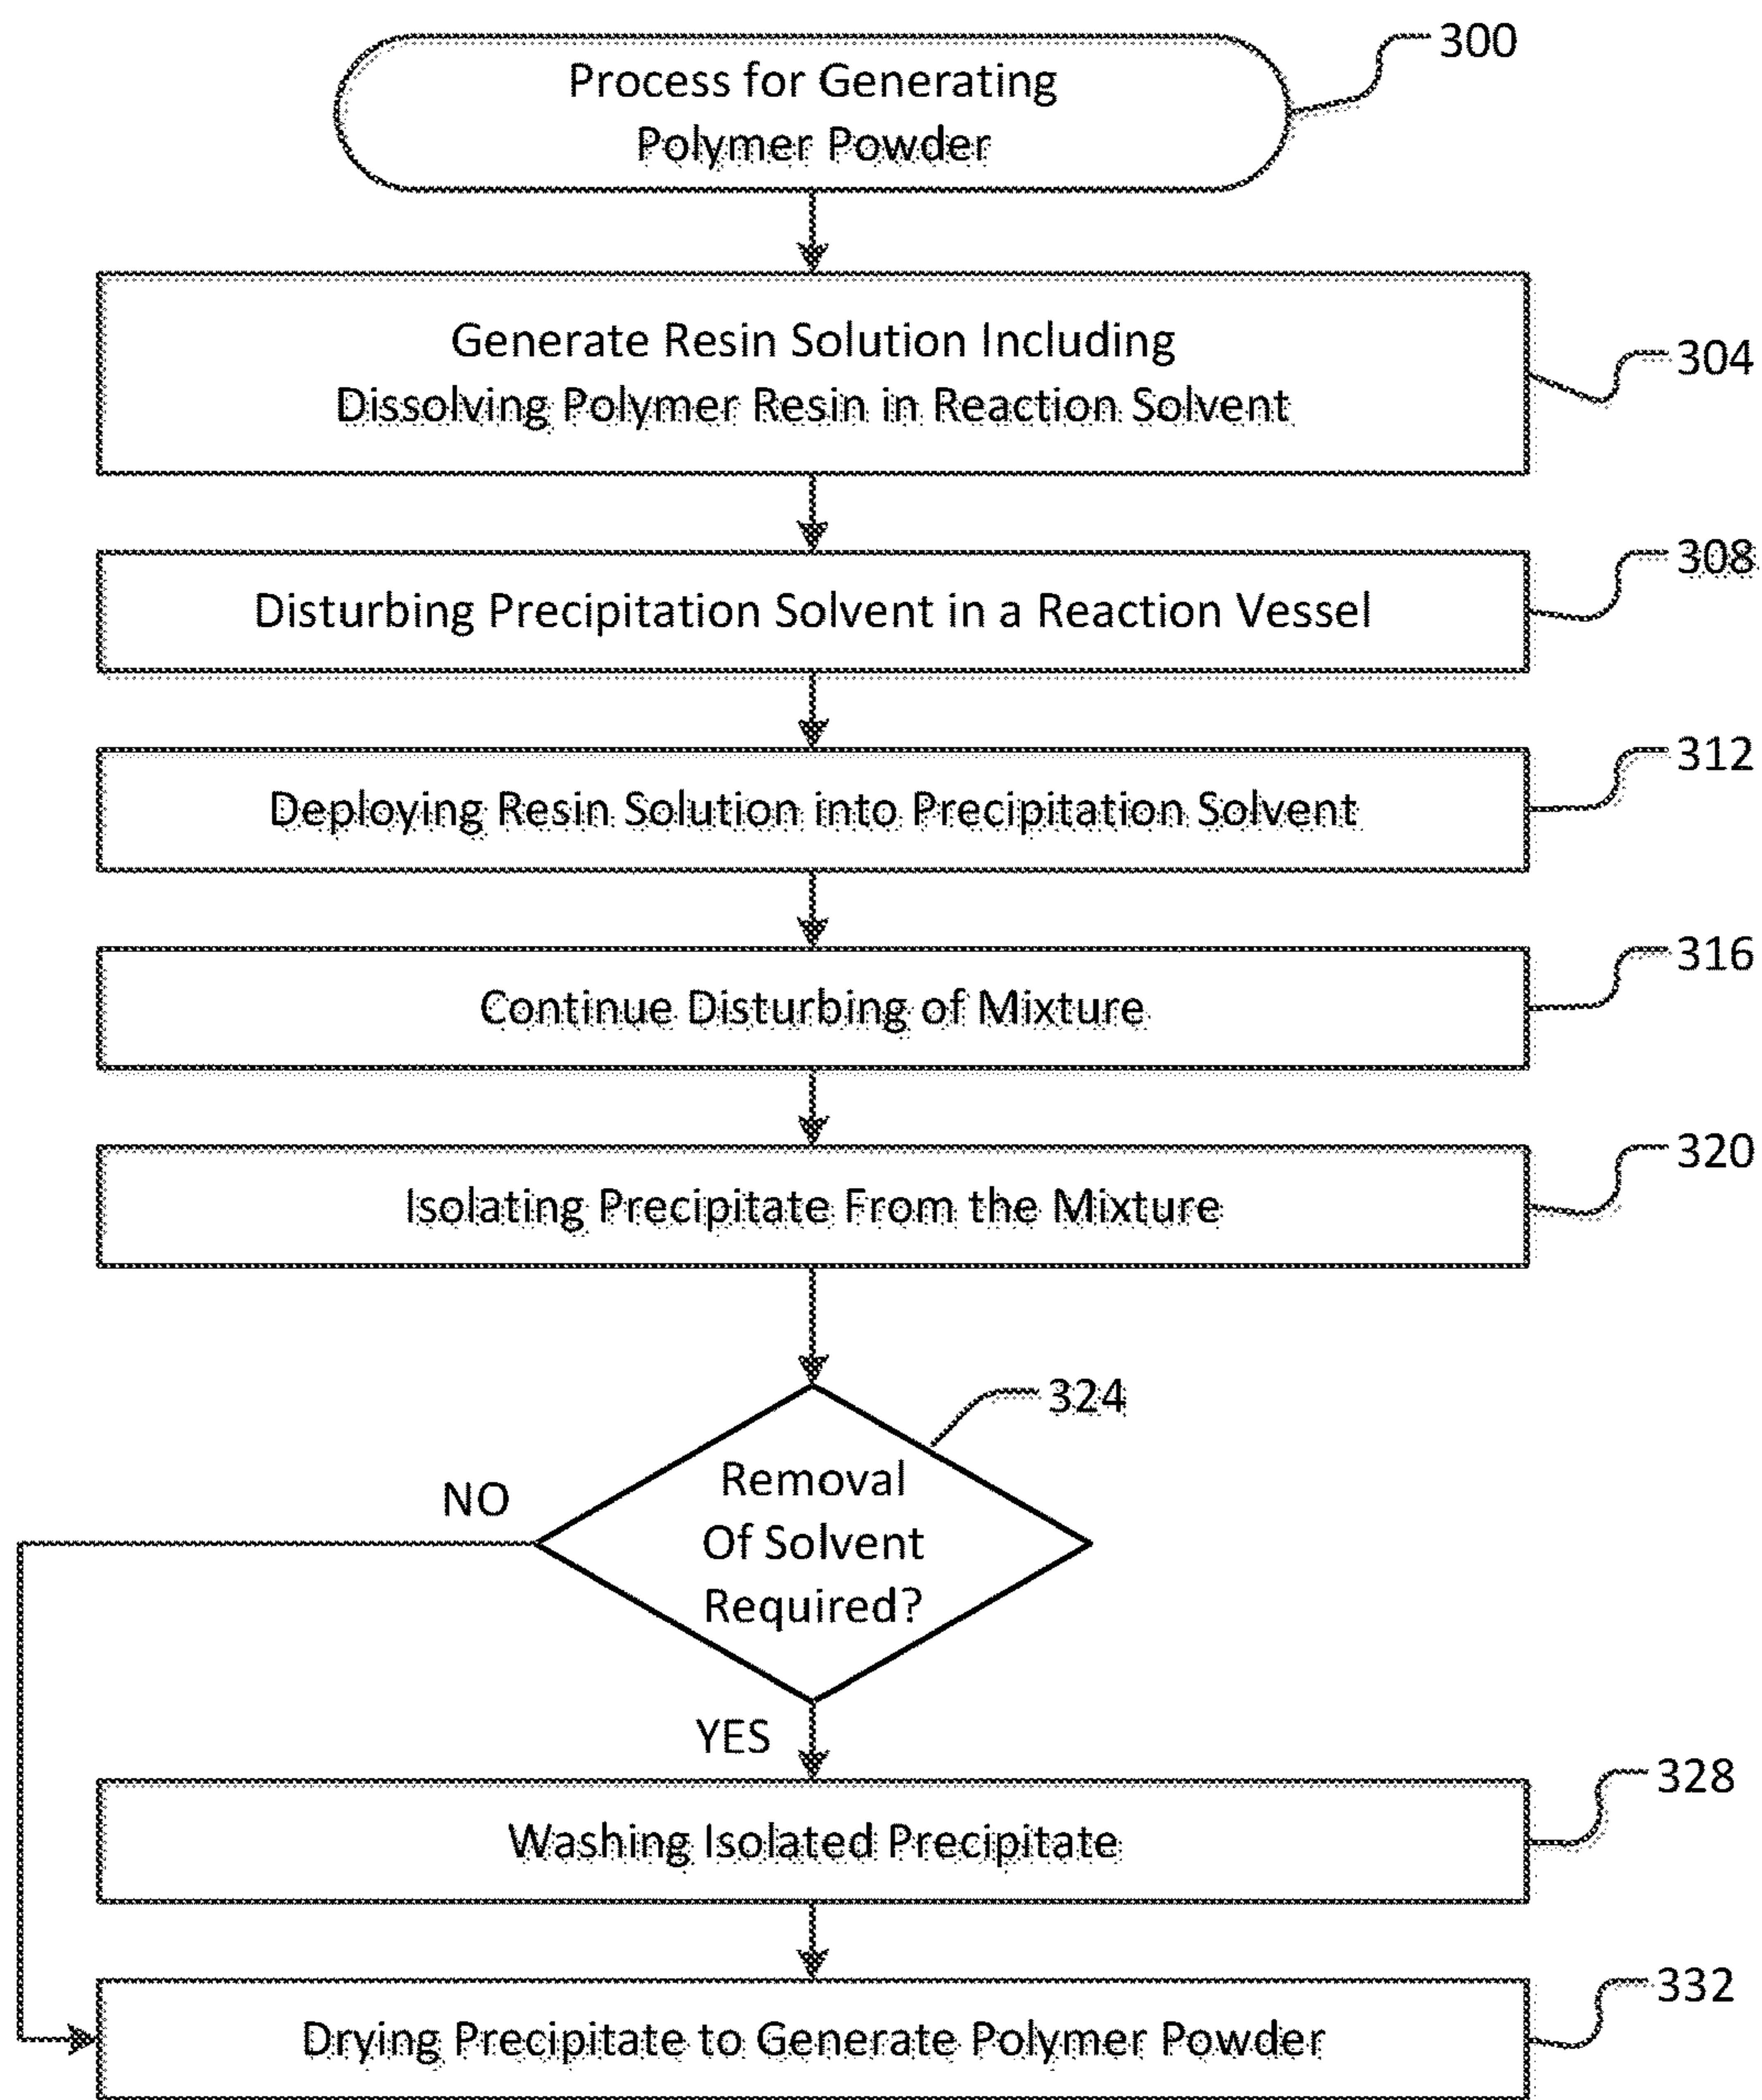 Process for Generating
Polymer Powder
300
Generate Resin Solution Including
Dissolving Polymer Resin in Reaction Solvent
304
Disturbing Precipitation Solvent in a Reaction Vessel
308
Deploying Resin Solution into Precipitation Solvent
312
Continue Disturbing of Mixture
316
Isolating Precipitate From the Mixture
320
324
Removal
Of Solvent
Required?
NO
YES
Washing Isolated Precipitate
328
Drying Precipitate to Generate Polymer Powder
332